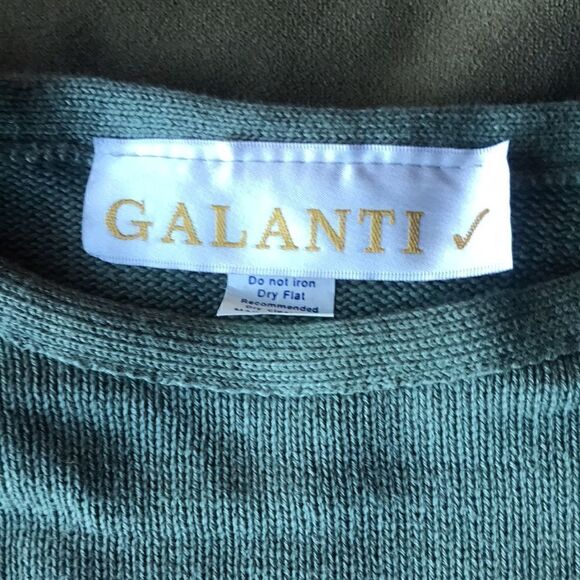 GALANTI ✓
Do not Iron
Dry Flat
Recommended